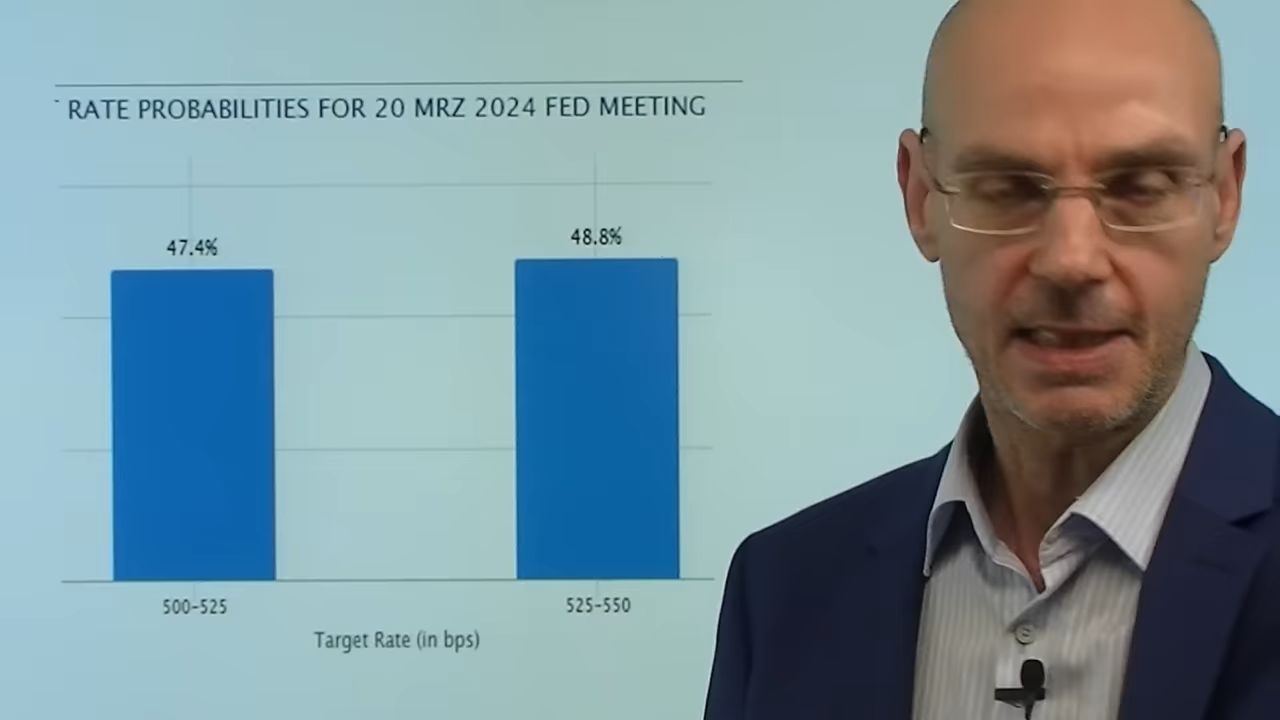 RATE PROBABILITIES FOR 20 MRZ 2024 FED MEETING
47.4%
48.8%
500-525
525-550
Target Rate (in bps)